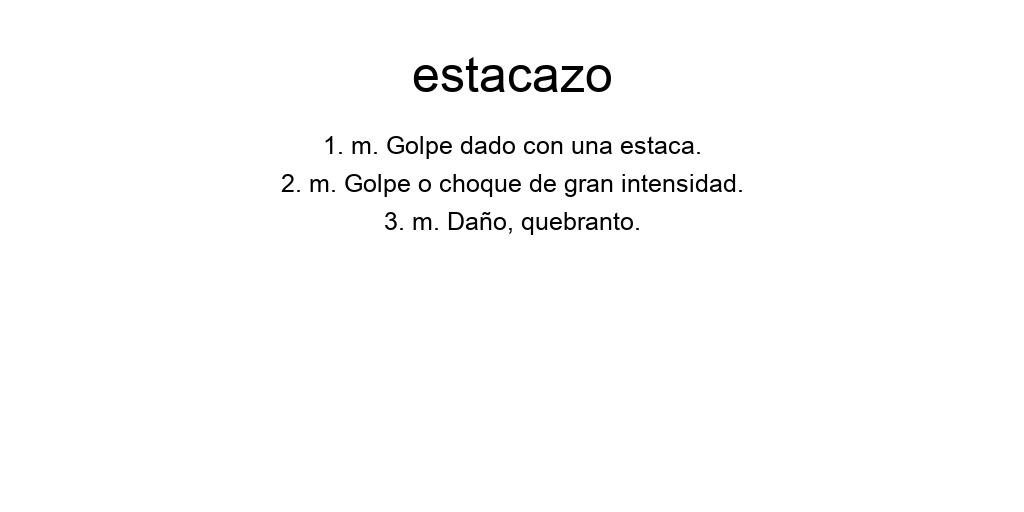 estacazo
1. m. Golpe dado con una estaca.
2. m. Golpe o choque de gran intensidad.
3. m. Daño, quebranto.